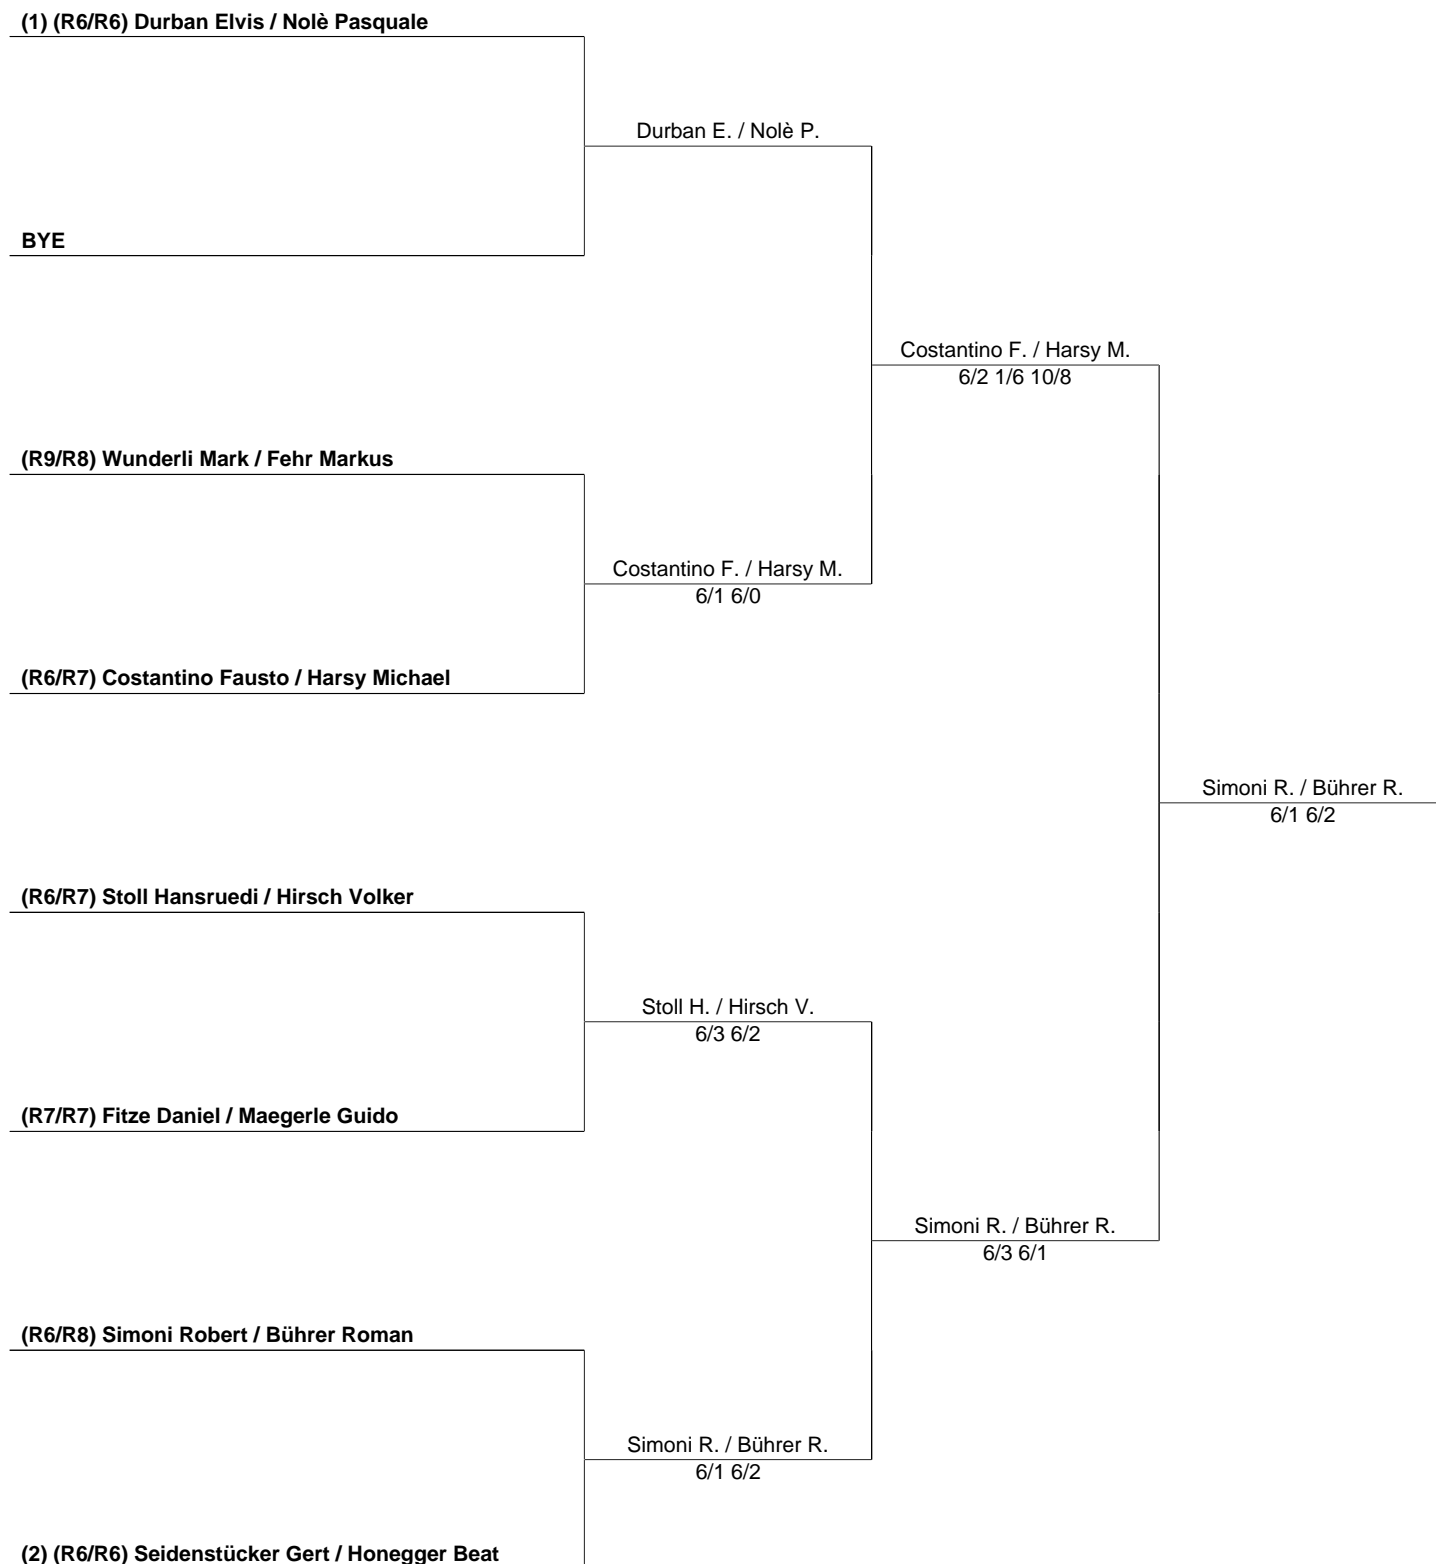 (1) (R6/R6) Durban Elvis / Nolè Pasquale
Durban E. / Nolè P.
BYE
Costantino F. / Harsy M.
6/2 1/6 10/8
(R9/R8) Wunderli Mark / Fehr Markus
Costantino F. / Harsy M.
6/1 6/0
(R6/R7) Costantino Fausto / Harsy Michael
Simoni R. / Bührer R.
6/1 6/2
(R6/R7) Stoll Hansruedi / Hirsch Volker
Stoll H. / Hirsch V.
6/3 6/2
(R7/R7) Fitze Daniel / Maegerle Guido
Simoni R. / Bührer R.
6/3 6/1
(R6/R8) Simoni Robert / Bührer Roman
Simoni R. / Bührer R.
6/1 6/2
(2) (R6/R6) Seidenstücker Gert / Honegger Beat